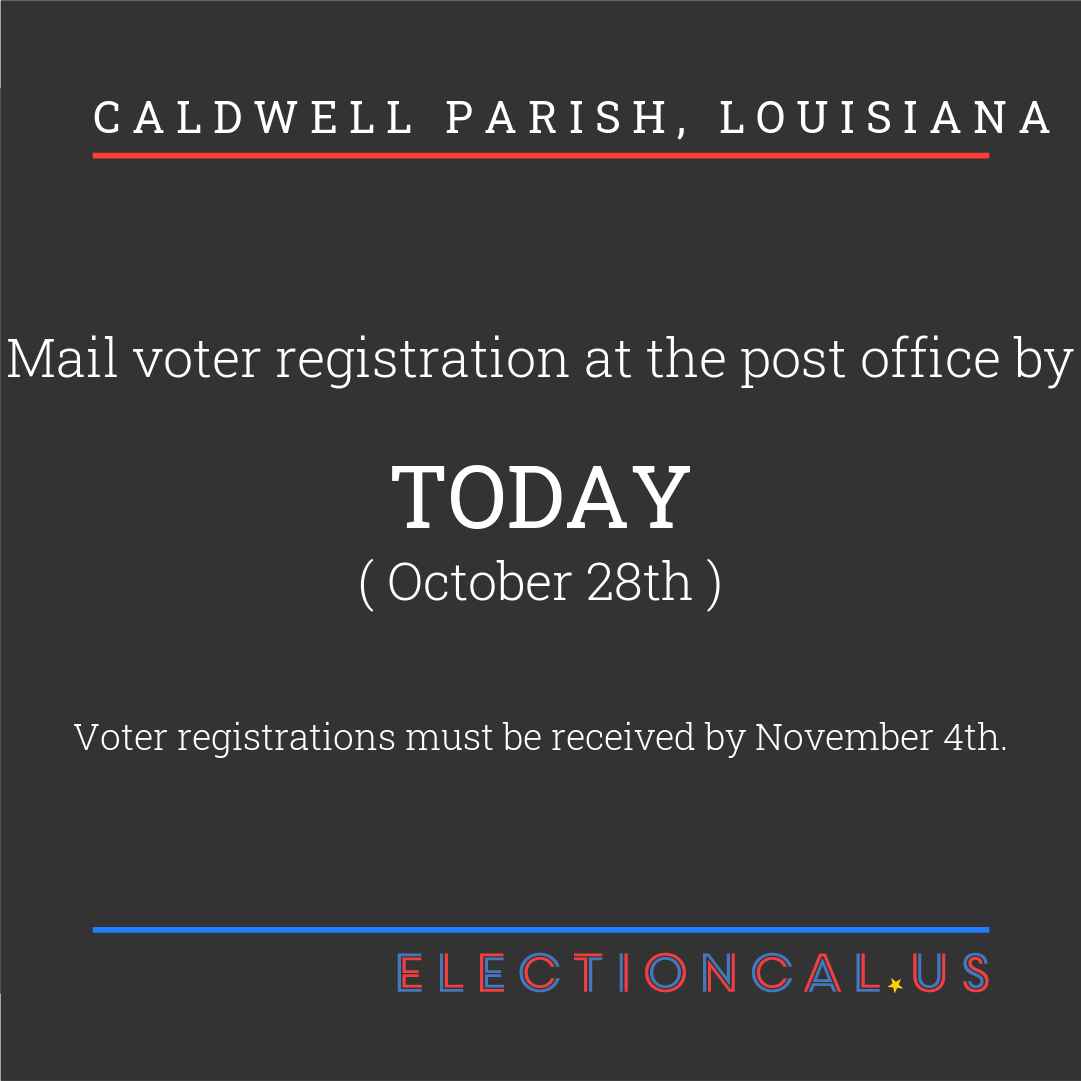 CALDWELL PARISH, LOUISIANA
Mail voter registration at the post office by
TODAY
( October 28th )
Voter registrations must be received by November 4th.
ELECTIONCAL.US